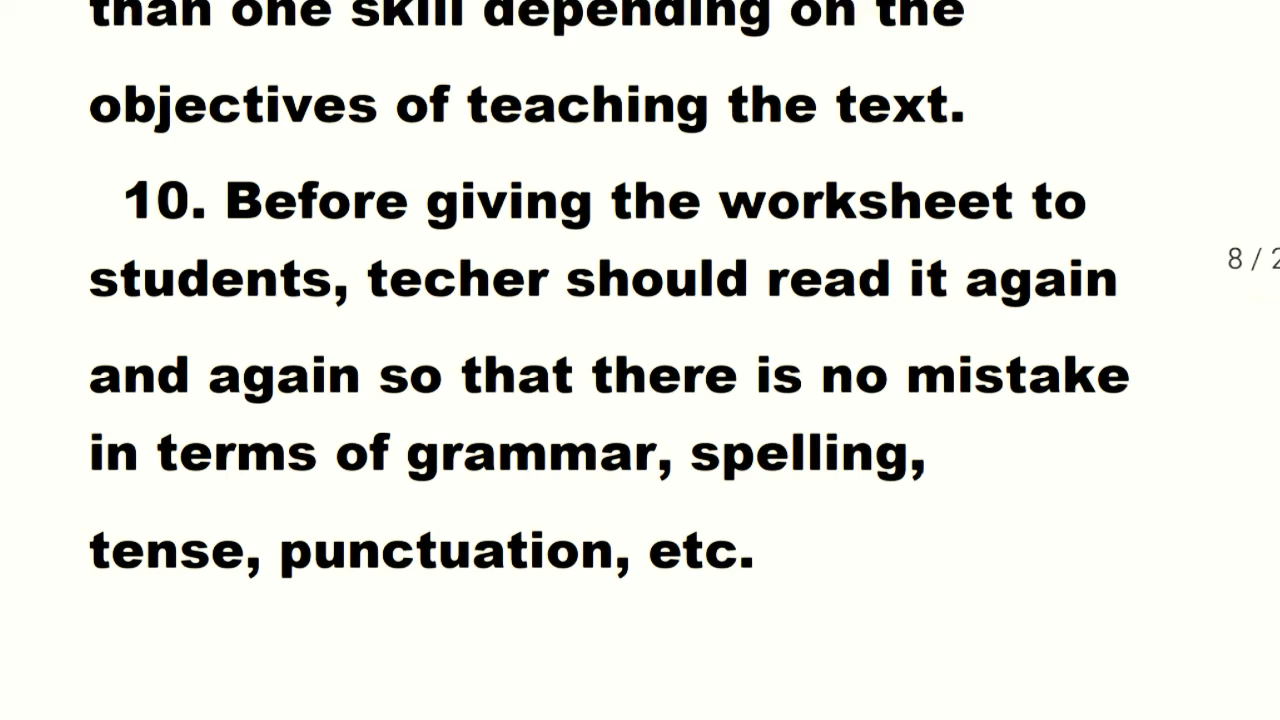 than one skill depending on the
objectives of teaching the text.
10. Before giving the worksheet to
students, techer should read it again
and again so that there is no mistake
in terms of grammar, spelling,
tense, punctuation, etc.
8 / 2